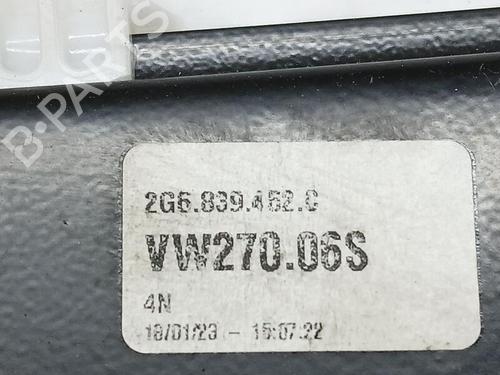 B-PARTS
2G6.839.462.C
VW270.06S
4N
18/01/23 - 15:07:22